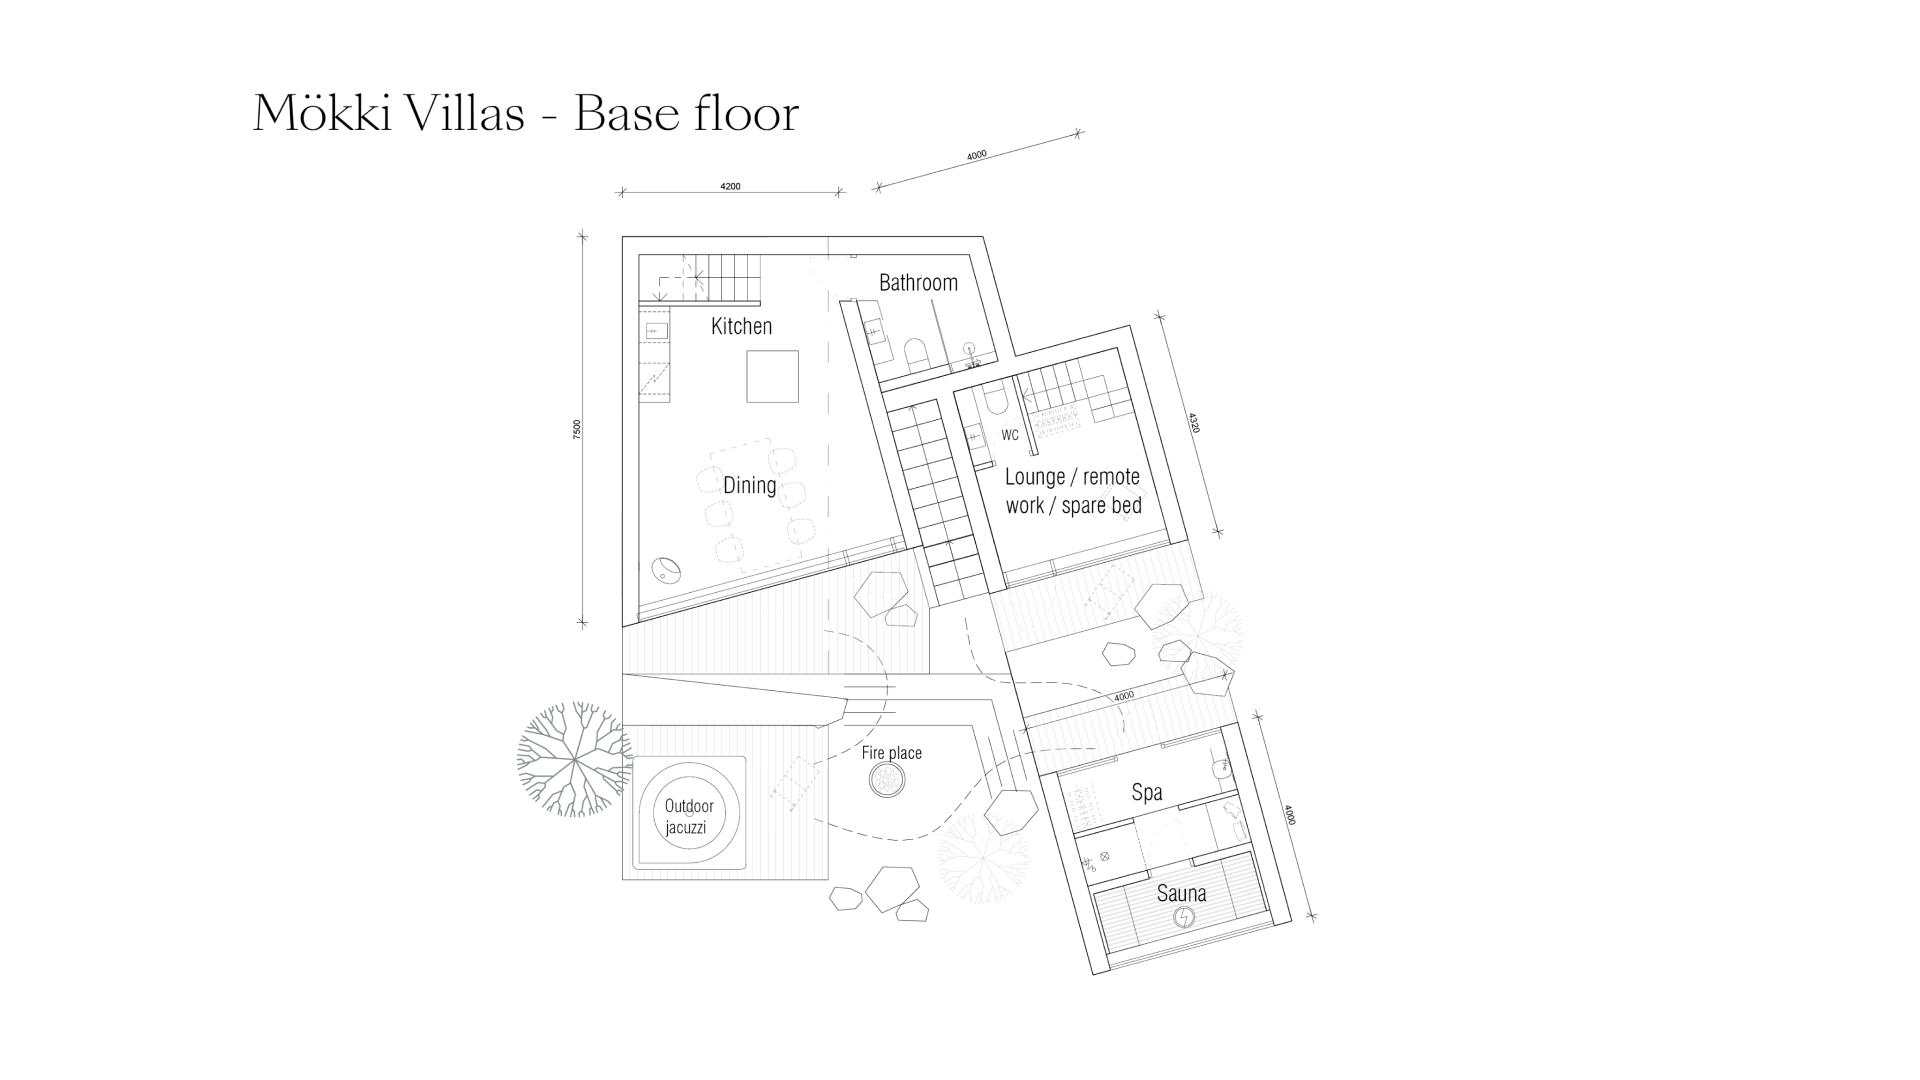 Mökki Villas - Base floor
4000
4200
Bathroom
Kitchen
7500
4320
WC
Lounge / remote
work / spare bed
Dining
4000
Fire place
Spa
Outdoor
jacuzzi
4000
Sauna